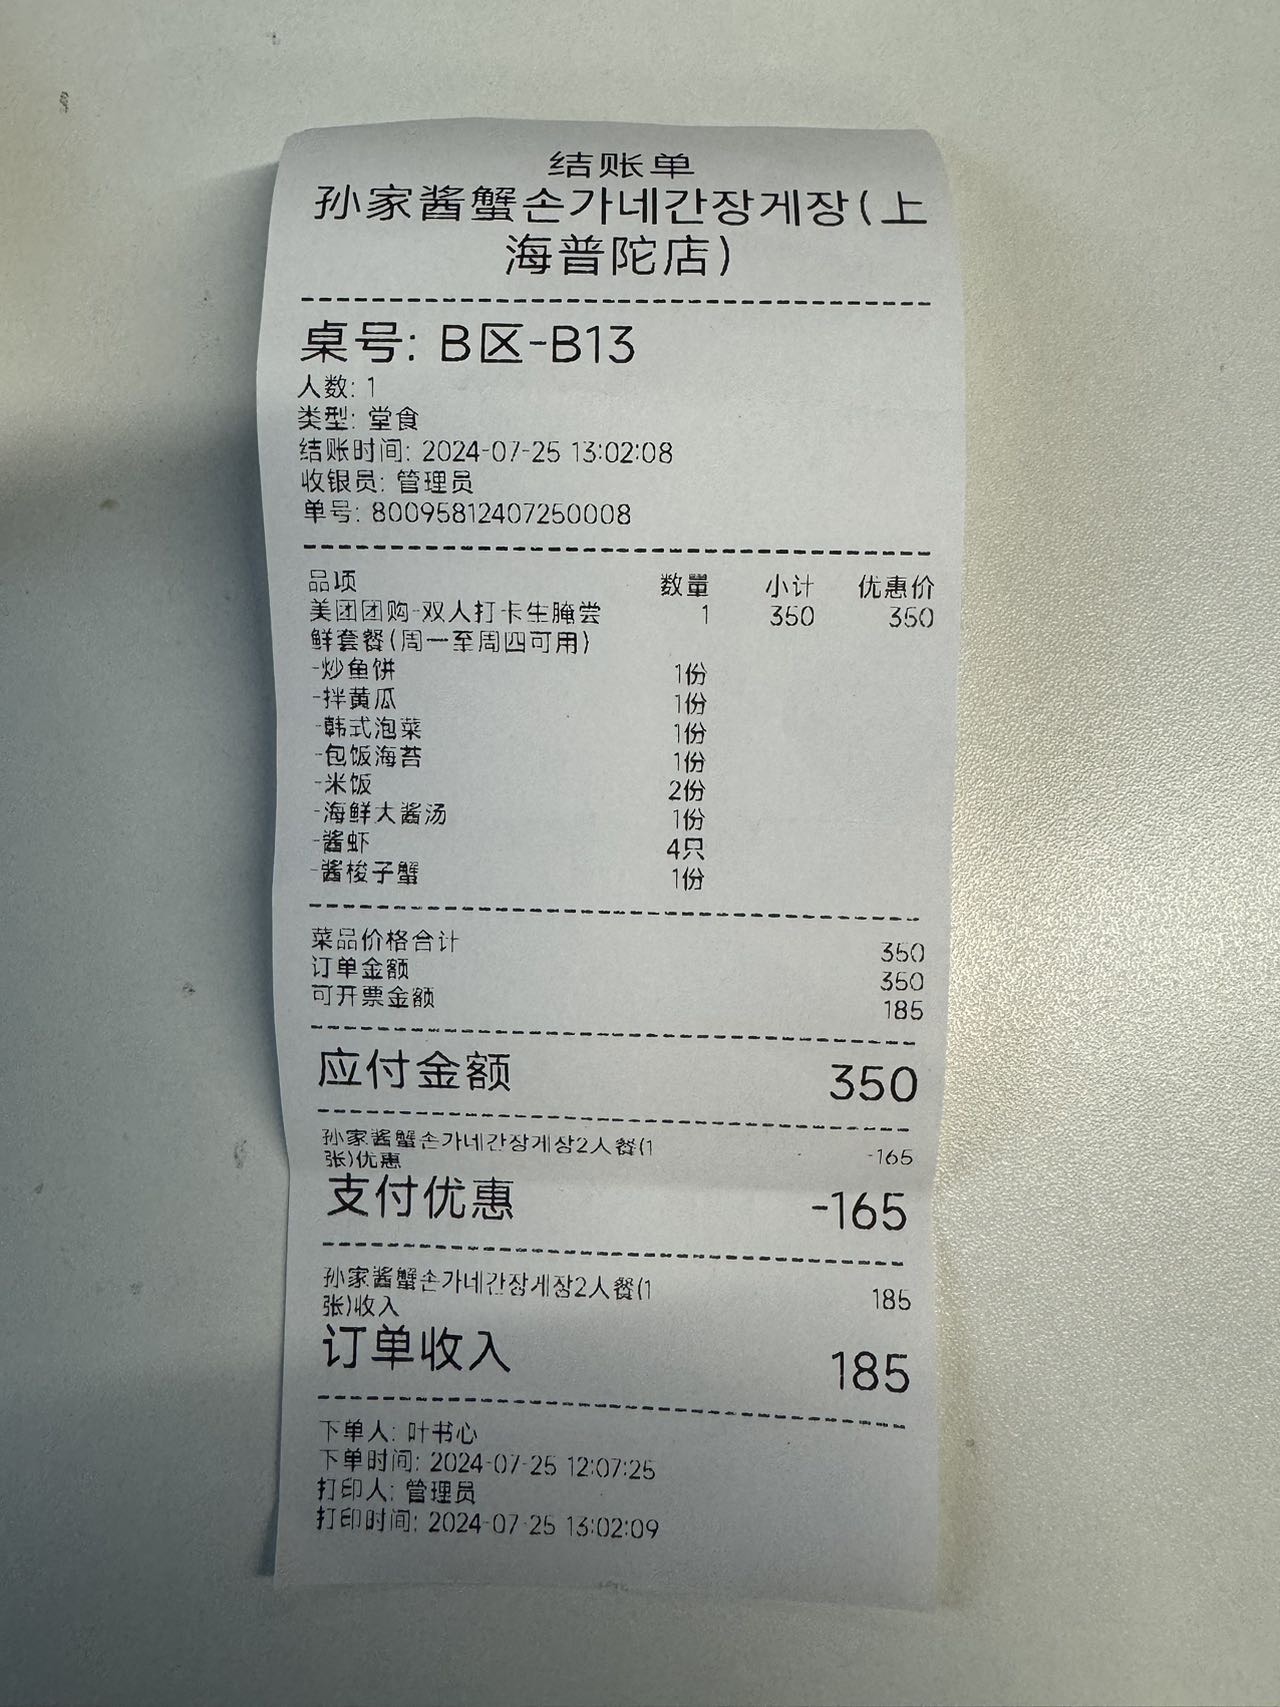 结账单
孙家酱蟹손가네간장게장(上
海普陀店)
桌号: B区-B13
人数: 1
类型: 堂食
结账时间: 2024-07-25 13:02:08
收银员: 管理员
单号: 80095812407250008
品项 数量 小计 优惠价
美团团购-双人打卡生腌尝 1 350 350
鲜套餐(周一至周四可用)
-炒鱼饼 1份
-拌黄瓜 1份
-韩式泡菜 1份
-包饭海苔 1份
-米饭 2份
-海鲜大酱汤 1份
-酱虾 4只
-酱梭子蟹 1份
菜品价格合计 350
订单金额 350
可开票金额 185
应付金额 350
孙家酱蟹손가네간장게장2人餐(1 -165
张)优惠
支付优惠 -165
孙家酱蟹손가네간장게장2人餐(1 185
张)收入
订单收入 185
下单人: 叶书心
下单时间: 2024-07-25 12:07:25
打印人: 管理员
打印时间: 2024-07-25 13:02:09